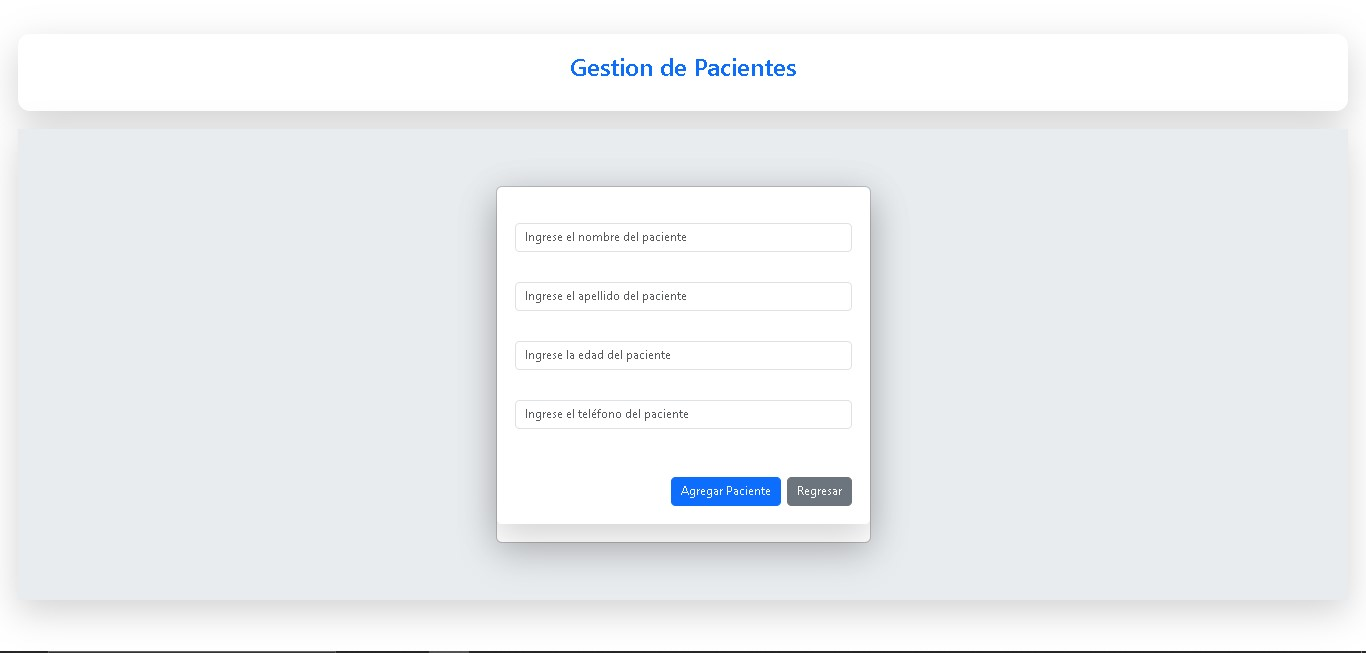 Gestion de Pacientes
Ingrese el nombre del paciente
Ingrese el apellido del paciente
Ingrese la edad del paciente
Ingrese el teléfono del paciente
Agregar Paciente Regresar